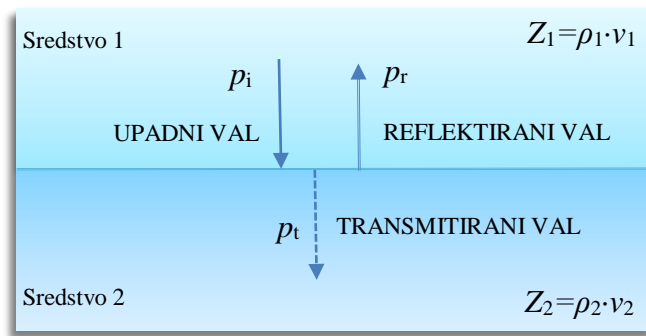 Sredstvo 1
Z₁=ρ₁·v₁
pᵢ
pᵣ
UPADNI VAL
REFLEKTIRANI VAL
pₜ
TRANSMITIRANI VAL
Sredstvo 2
Z₂=ρ₂·v₂